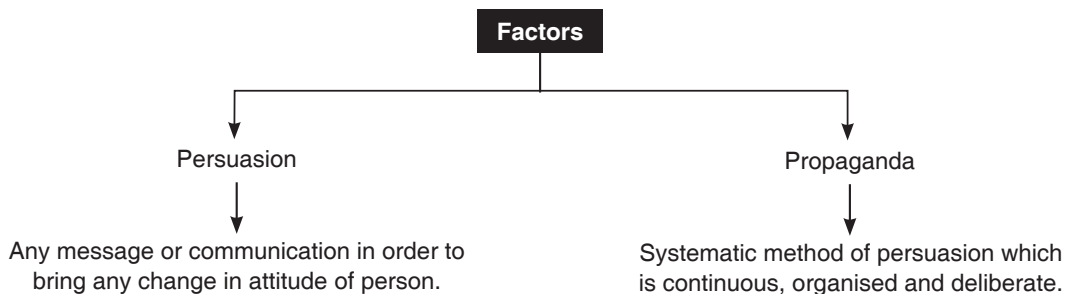 Factors
Persuasion
Propaganda
Any message or communication in order to
bring any change in attitude of person.
Systematic method of persuasion which
is continuous, organised and deliberate.